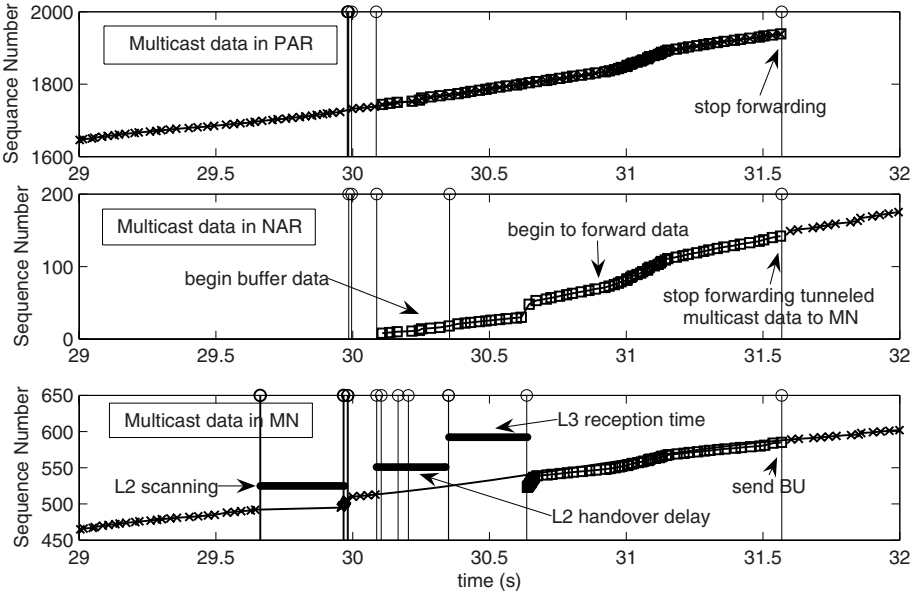 2000
1800
1600
Sequance Number
Multicast data in PAR
stop forwarding
29
29.5
30
30.5
31
31.5
32
200
100
0
Sequence Number
Multicast data in NAR
begin buffer data
begin to forward data
stop forwarding tunneled
multicast data to MN
29
29.5
30
30.5
31
31.5
32
650
600
550
500
450
Sequence Number
Multicast data in MN
L3 reception time
L2 scanning
L2 handover delay
send BU
29
29.5
30
30.5
31
31.5
32
time (s)